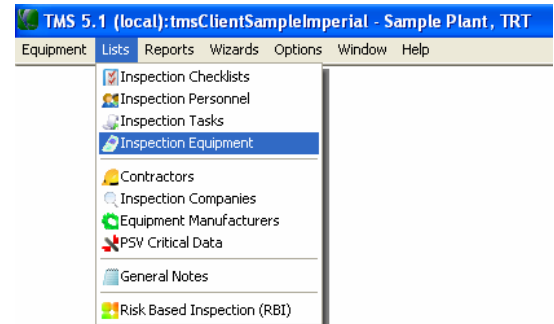 TMS 5.1 (local):tmsClientSampleImperial - Sample Plant, TRT
Equipment Lists Reports Wizards Options Window Help
Inspection Checklists
Inspection Personnel
Inspection Tasks
Inspection Equipment
Contractors
Inspection Companies
Equipment Manufacturers
PSV Critical Data
General Notes
Risk Based Inspection (RBI)